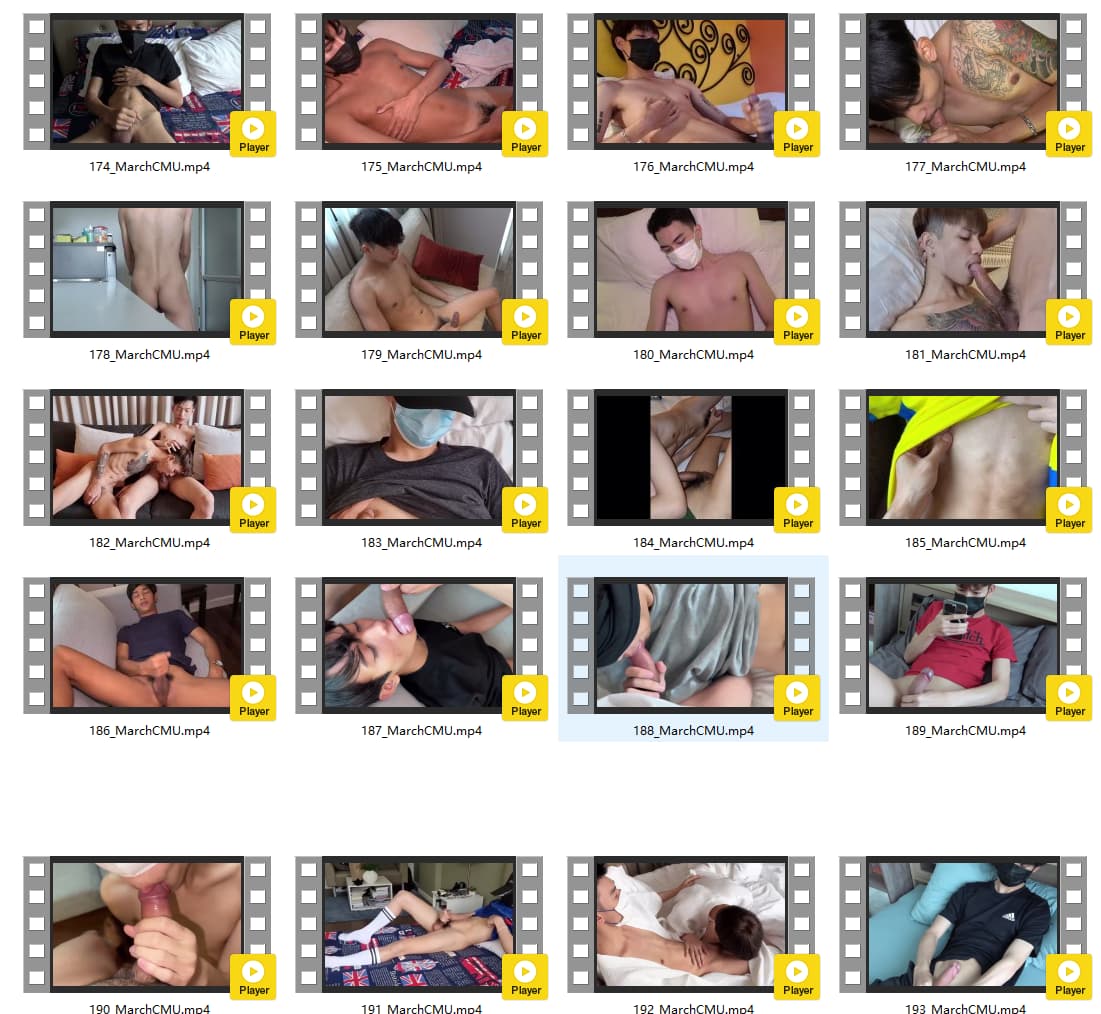 Player
Player
Player
Player
174_MarchCMU.mp4
175_MarchCMU.mp4
176_MarchCMU.mp4
177_MarchCMU.mp4
Player
Player
Player
Player
178_MarchCMU.mp4
179_MarchCMU.mp4
180_MarchCMU.mp4
181_MarchCMU.mp4
Player
Player
Player
Player
182_MarchCMU.mp4
183_MarchCMU.mp4
184_MarchCMU.mp4
185_MarchCMU.mp4
Player
Player
Player
Player
186_MarchCMU.mp4
187_MarchCMU.mp4
188_MarchCMU.mp4
189_MarchCMU.mp4
Player
Player
Player
Player
190_MarchCMU.mp4
191_MarchCMU.mp4
192_MarchCMU.mp4
193_MarchCMU.mp4